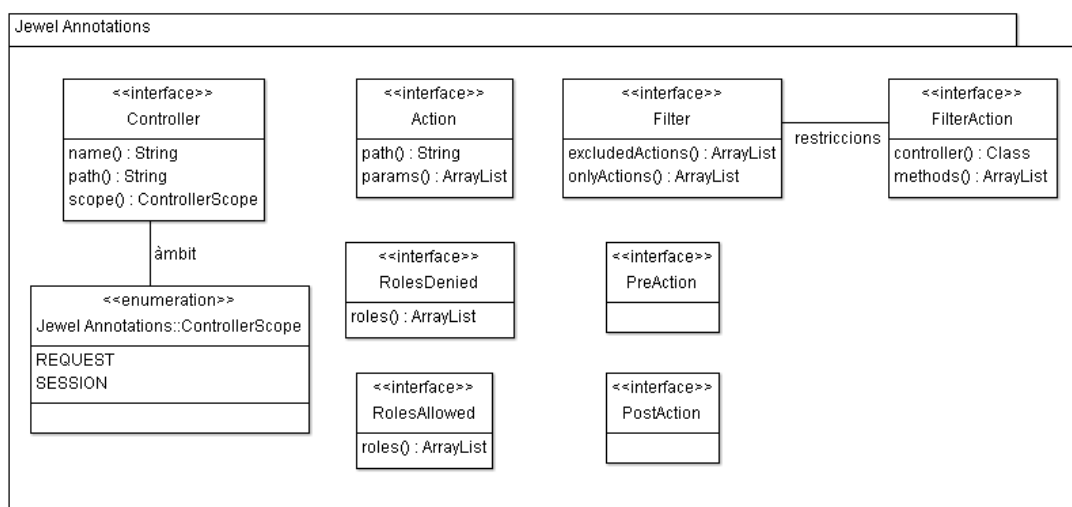 Jewel Annotations
<<interface>>
Controller
name() : String
path() : String
scope() : ControllerScope
<<interface>>
Action
path() : String
params() : ArrayList
<<interface>>
Filter
excludedActions() : ArrayList
onlyActions() : ArrayList
restriccions
<<interface>>
FilterAction
controller() : Class
methods() : ArrayList
àmbit
<<enumeration>>
Jewel Annotations::ControllerScope
REQUEST
SESSION
<<interface>>
RolesDenied
roles() : ArrayList
<<interface>>
PreAction
<<interface>>
RolesAllowed
roles() : ArrayList
<<interface>>
PostAction